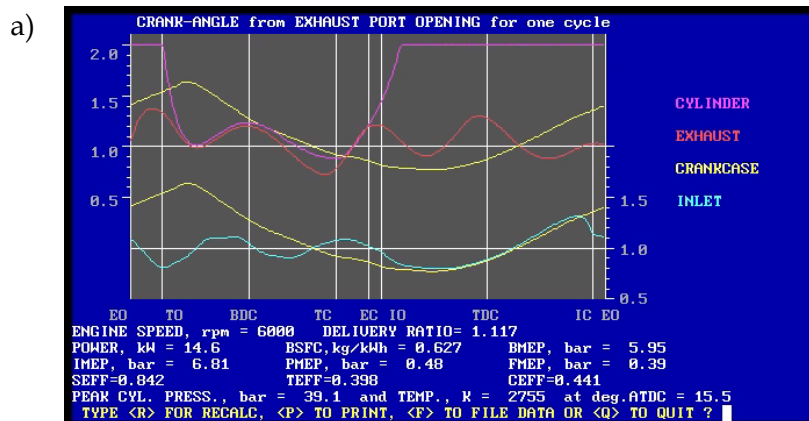 a)
CRANK-ANGLE from EXHAUST PORT OPENING for one cycle
2.0
1.5
1.0
0.5
CYLINDER
EXHAUST
CRANKCASE
INLET
1.5
1.0
0.5
EO TO BDC TC EC IO TDC IC EO
ENGINE SPEED, rpm = 6000 DELIVERY RATIO= 1.117
POWER, kW = 14.6 BSFC,kg/kWh = 0.627 BMEP, bar = 5.95
IMEP, bar = 6.81 PMEP, bar = 0.48 FMEP, bar = 0.39
SEFF=0.842 TEFF=0.398 CEFF=0.441
PEAK CYL. PRESS., bar = 39.1 and TEMP., K = 2755 at deg.ATDC = 15.5
TYPE <R> FOR RECALC, <P> TO PRINT, <F> TO FILE DATA OR <Q> TO QUIT ?